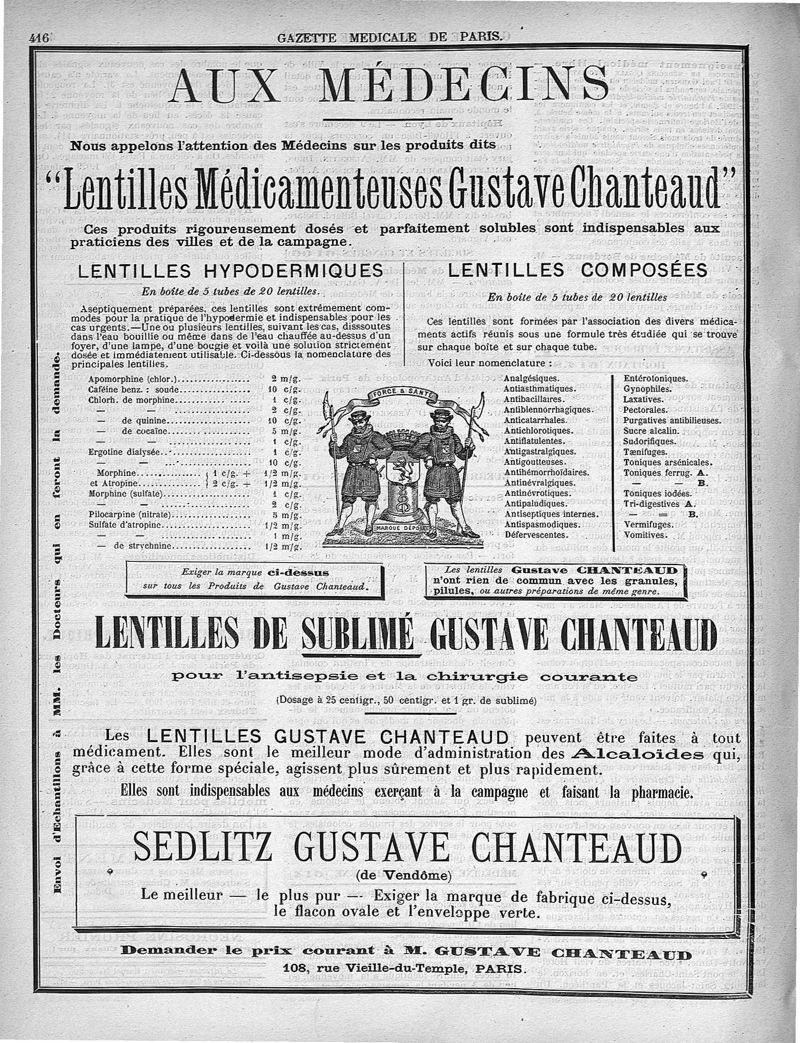 416
GAZETTE MEDICALE DE PARIS.
AUX MÉDECINS
Nous appelons l'attention des Médecins sur les produits dits
“Lentilles Médicamenteuses Gustave Chanteaud”
Ces produits rigoureusement dosés et parfaitement solubles sont indispensables aux
praticiens des villes et de la campagne.
LENTILLES HYPODERMIQUES
En boîte de 5 tubes de 20 lentilles.
Aseptiquement préparées, ces lentilles sont extrêmement com-
modes pour la pratique de l'hypodermie et indispensables pour les
cas urgents.—Une ou plusieurs lentilles, suivant les cas, disssoutes
dans l'eau bouillie ou même dans de l'eau chauffée au-dessus d'un
foyer, d'une lampe, d'une bougie et voilà une solution strictement
dosée et immédiatement utilisable. Ci-dessous la nomenclature des
principales lentilles.
Apomorphine (chlor.).................. 2 m/g.
Caféine benz. : soude.................. 10 c/g.
Chlorh. de morphine.................. 1 c/g.
— — .................. 2 c/g.
— de quinine.................. 10 c/g.
— de cocaïne.................. 5 m/g.
— — .................. 1 c/g.
Ergotine dialysée.................. 1 c/g.
— — .................. 10 c/g.
Morphine ........... { 1 c/g. + 1/2 m/g.
et Atropine........... { 2 c/g. + 1/2 m/g.
Morphine (sulfate).................. 1 c/g.
— — .................. 2 c/g.
Pilocarpine (nitrate).................. 5 m/g.
Sulfate d'atropine.................. 1/2 m/g.
— — .................. 1 m/g.
— de strychnine.................. 1/2 m/g.
FORCE & SANTÉ
MARQUE DÉPOSÉE
LENTILLES COMPOSÉES
En boîte de 5 tubes de 20 lentilles
Ces lentilles sont formées par l'association des divers médica-
ments actifs réunis sous une formule très étudiée qui se trouve
sur chaque boîte et sur chaque tube.
Voici leur nomenclature :
Analgésiques.
Antiasthmatiques.
Antibacillaires.
Antiblennorrhagiques.
Anticatarrhales.
Antichlorotiques.
Antiflatulentes.
Antigastralgiques.
Antigoutteuses.
Antihémorrhoïdaires.
Antinévralgiques.
Antinévrotiques.
Antipaludiques.
Antiseptiques internes.
Antispasmodiques.
Défervescentes.
Entérotoniques.
Gynophiles.
Laxatives.
Pectorales.
Purgatives antibilieuses.
Sucre alcalin.
Sudorifiques.
Tænifuges.
Toniques arsénicales.
Toniques ferrug. A.
— — B.
Toniques iodées.
Tri-digestives A.
— — B.
Vermifuges.
Vomitives.
Exiger la marque ci-dessus
sur tous les Produits de Gustave Chanteaud.
Les lentilles Gustave CHANTEAUD
n'ont rien de commun avec les granules,
pilules, ou autres préparations de même genre.
LENTILLES DE SUBLIMÉ GUSTAVE CHANTEAUD
pour l'antisepsie et la chirurgie courante
(Dosage à 25 centigr., 50 centigr. et 1 gr. de sublimé)
Les LENTILLES GUSTAVE CHANTEAUD peuvent être faites à tout
médicament. Elles sont le meilleur mode d'administration des Alcaloïdes qui,
grâce à cette forme spéciale, agissent plus sûrement et plus rapidement.
Elles sont indispensables aux médecins exerçant à la campagne et faisant la pharmacie.
SEDLITZ GUSTAVE CHANTEAUD
(de Vendôme)
Le meilleur — le plus pur — Exiger la marque de fabrique ci-dessus,
le flacon ovale et l'enveloppe verte.
Demander le prix courant à M. GUSTAVE CHANTEAUD
108, rue Vieille-du-Temple, PARIS.
Envoi d'Echantillons à MM. les Docteurs qui en feront la demande.